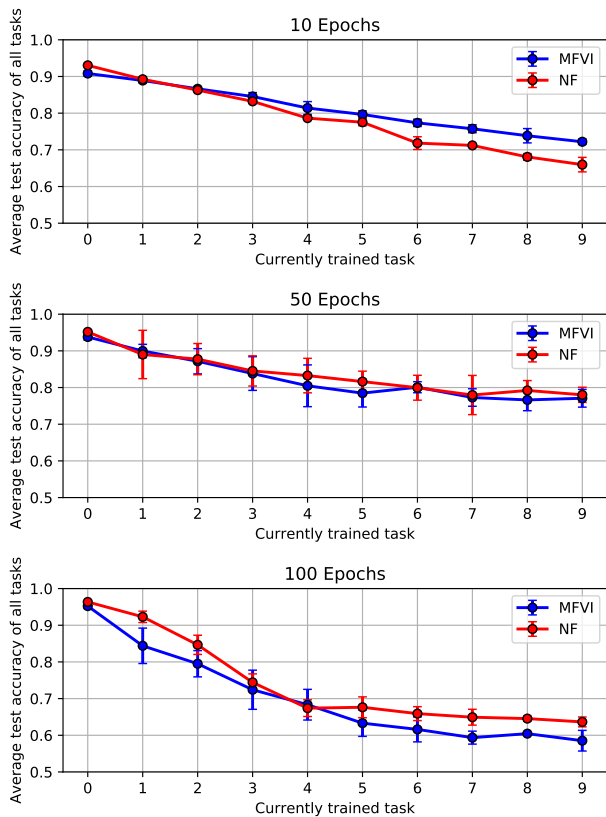 10 Epochs
Average test accuracy of all tasks
1.0
0.9
0.8
0.7
0.6
0.5
MFVI
NF
0 1 2 3 4 5 6 7 8 9
Currently trained task
50 Epochs
Average test accuracy of all tasks
1.0
0.9
0.8
0.7
0.6
0.5
MFVI
NF
0 1 2 3 4 5 6 7 8 9
Currently trained task
100 Epochs
Average test accuracy of all tasks
1.0
0.9
0.8
0.7
0.6
0.5
MFVI
NF
0 1 2 3 4 5 6 7 8 9
Currently trained task